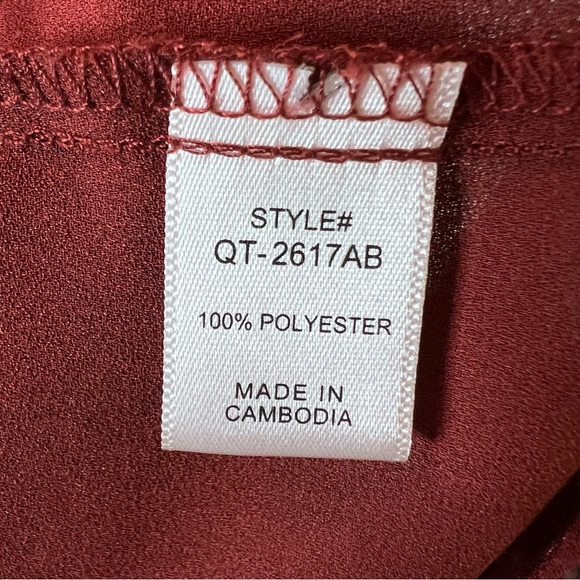 STYLE#
QT-2617AB
100% POLYESTER
MADE IN
CAMBODIA